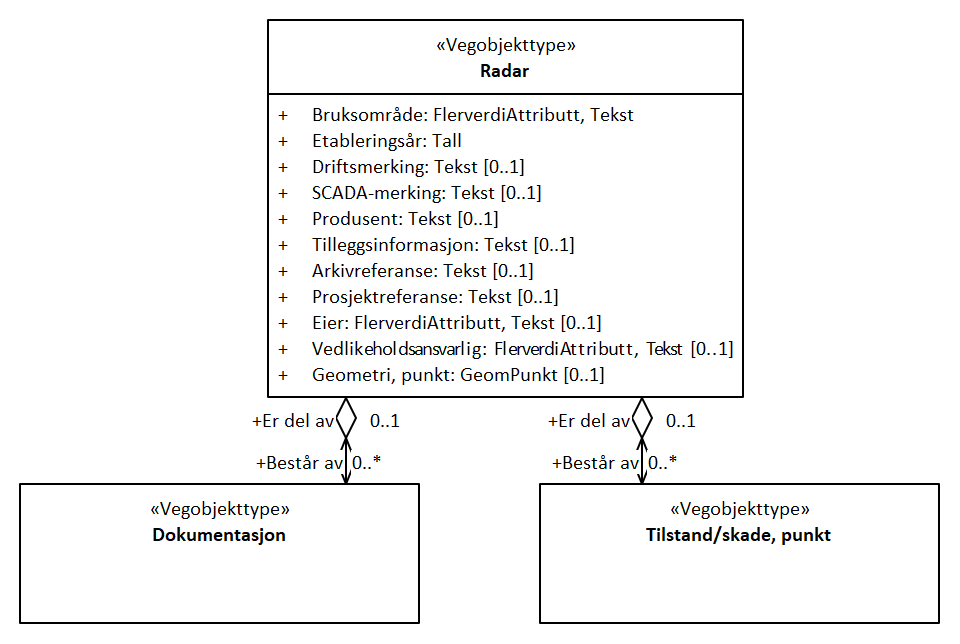 «Vegobjekttype»
Radar
+ Bruksområde: FlerverdiAttributt, Tekst
+ Etableringsår: Tall
+ Driftsmerking: Tekst [0..1]
+ SCADA-merking: Tekst [0..1]
+ Produsent: Tekst [0..1]
+ Tilleggsinformasjon: Tekst [0..1]
+ Arkivreferanse: Tekst [0..1]
+ Prosjektreferanse: Tekst [0..1]
+ Eier: FlerverdiAttributt, Tekst [0..1]
+ Vedlikeholdsansvarlig: FlerverdiAttributt, Tekst [0..1]
+ Geometri, punkt: GeomPunkt [0..1]
+Er del av 0..1
+Består av 0..*
+Er del av 0..1
+Består av 0..*
«Vegobjekttype»
Dokumentasjon
«Vegobjekttype»
Tilstand/skade, punkt